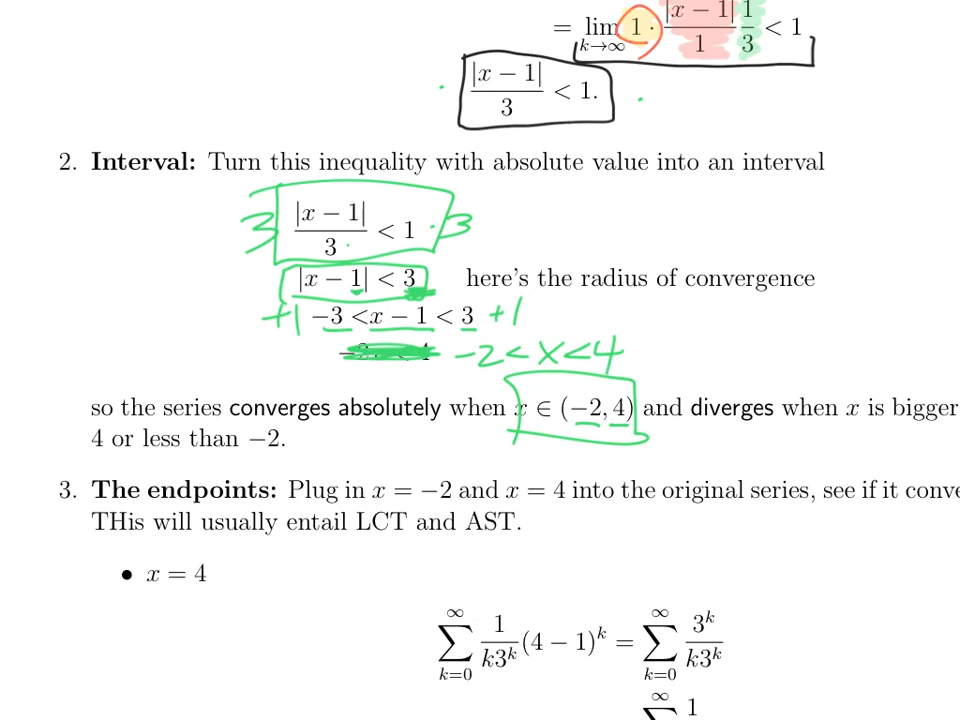 = lim k→∞ 1 · |x − 1|/1 1/3 < 1
|x − 1|/3 < 1.
2. Interval: Turn this inequality with absolute value into an interval
3 |x − 1|/3 < 1 · 3
|x − 1| < 3 here's the radius of convergence
+1 −3 < x − 1 < 3 +1
−2 < x < 4
so the series converges absolutely when x ∈ (−2, 4) and diverges when x is bigger
4 or less than −2.
3. The endpoints: Plug in x = −2 and x = 4 into the original series, see if it conve
THis will usually entail LCT and AST.
• x = 4
∞∑k=0 1/k3^k (4 − 1)^k = ∞∑k=0 3^k/k3^k
∞∑ 1